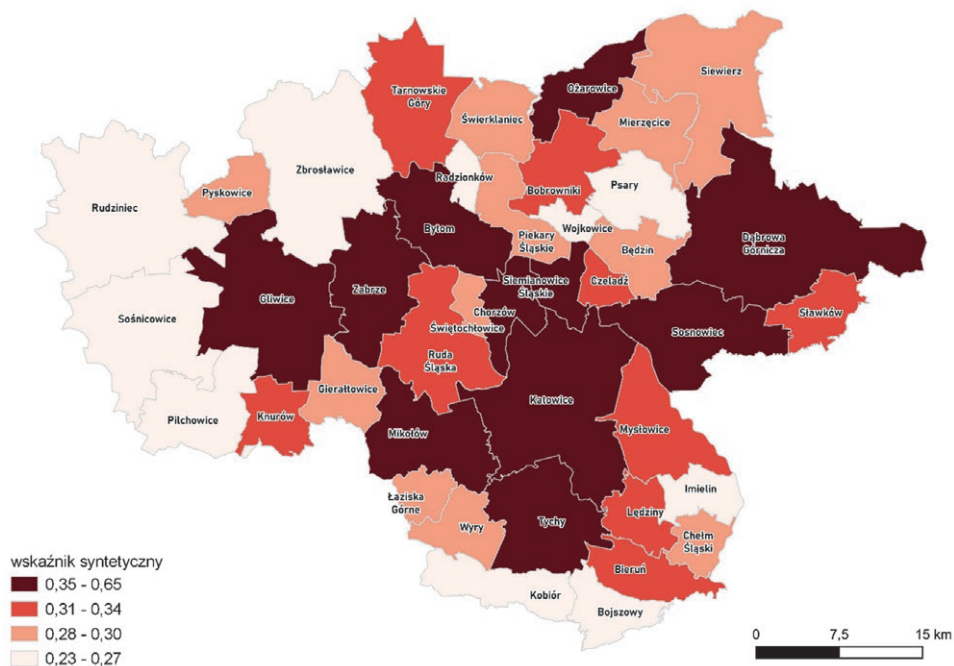 Siewierz
Ożarowice
Tarnowskie
Góry
Świerklaniec
Mierzęcice
Zbrosławice
Radzionków
Psary
Bobrowniki
Pyskowice
Rudziniec
Wojkowice
Bytom
Piekary
Śląskie
Będzin
Dąbrowa
Górnicza
Siemianowice
Śląskie
Czeladź
Zabrze
Gliwice
Chorzów
Sławków
Sośnicowice
Świętochłowice
Sosnowiec
Ruda
Śląska
Gierałtowice
Katowice
Pilchowice
Knurów
Mikołów
Mysłowice
Imielin
Łaziska
Górne
Lędziny
Wyry
Tychy
Chełm
Śląski
Bieruń
Kobiór
Bojszowy
wskaźnik syntetyczny
0,35 - 0,65
0,31 - 0,34
0,28 - 0,30
0,23 - 0,27
0 7,5 15 km